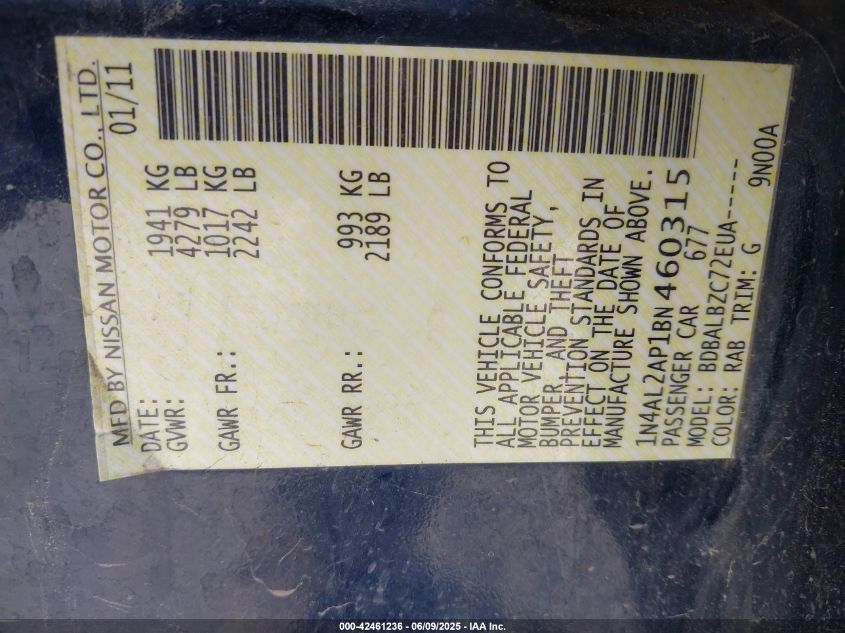 MFD BY NISSAN MOTOR CO., LTD.
DATE: 01/11
GVWR: 1941 KG
4279 LB
GAWR FR.: 1017 KG
2242 LB
GAWR RR.: 993 KG
2189 LB
THIS VEHICLE CONFORMS TO
ALL APPLICABLE FEDERAL
MOTOR VEHICLE SAFETY,
BUMPER, AND THEFT
PREVENTION STANDARDS IN
EFFECT ON THE DATE OF
MANUFACTURE SHOWN ABOVE.
1N4AL2AP1BN460315
PASSENGER CAR 677
MODEL: BDBALBZC72EUA-----
COLOR: RAB TRIM: G 9N00A
000-42461236 - 06/09/2025 - IAA Inc.